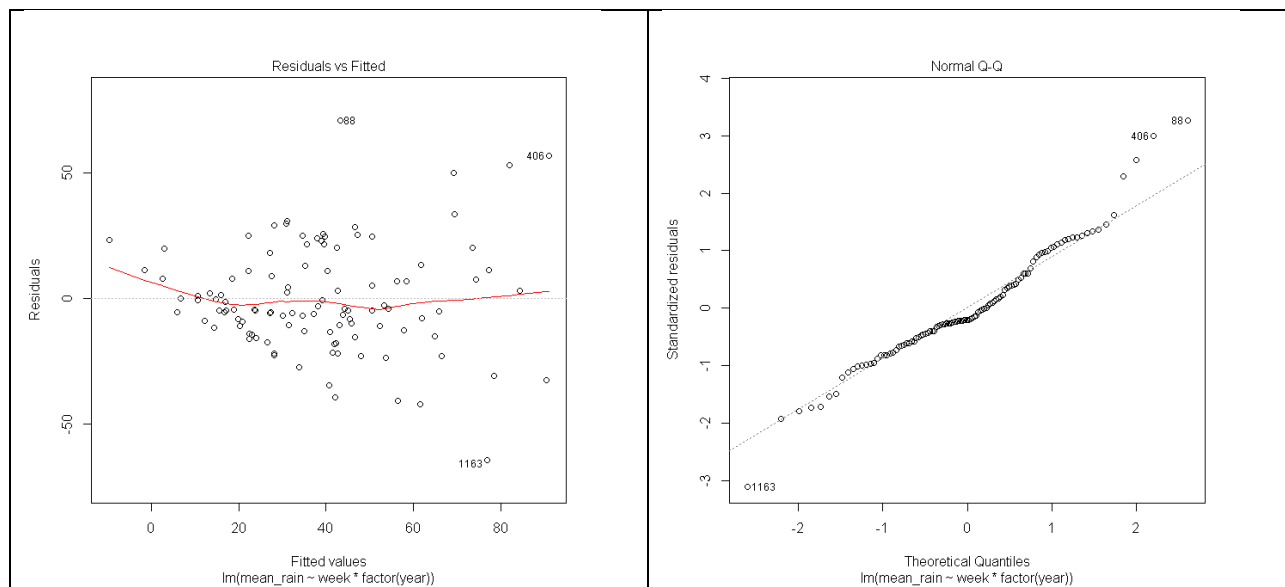 Residuals vs Fitted
Residuals
50
0
-50
88
406
1163
0 20 40 60 80
Fitted values
lm(mean_rain ~ week * factor(year))
Normal Q-Q
Standardized residuals
4
3
2
1
0
-1
-2
-3
88
406
1163
-2 -1 0 1 2
Theoretical Quantiles
lm(mean_rain ~ week * factor(year))